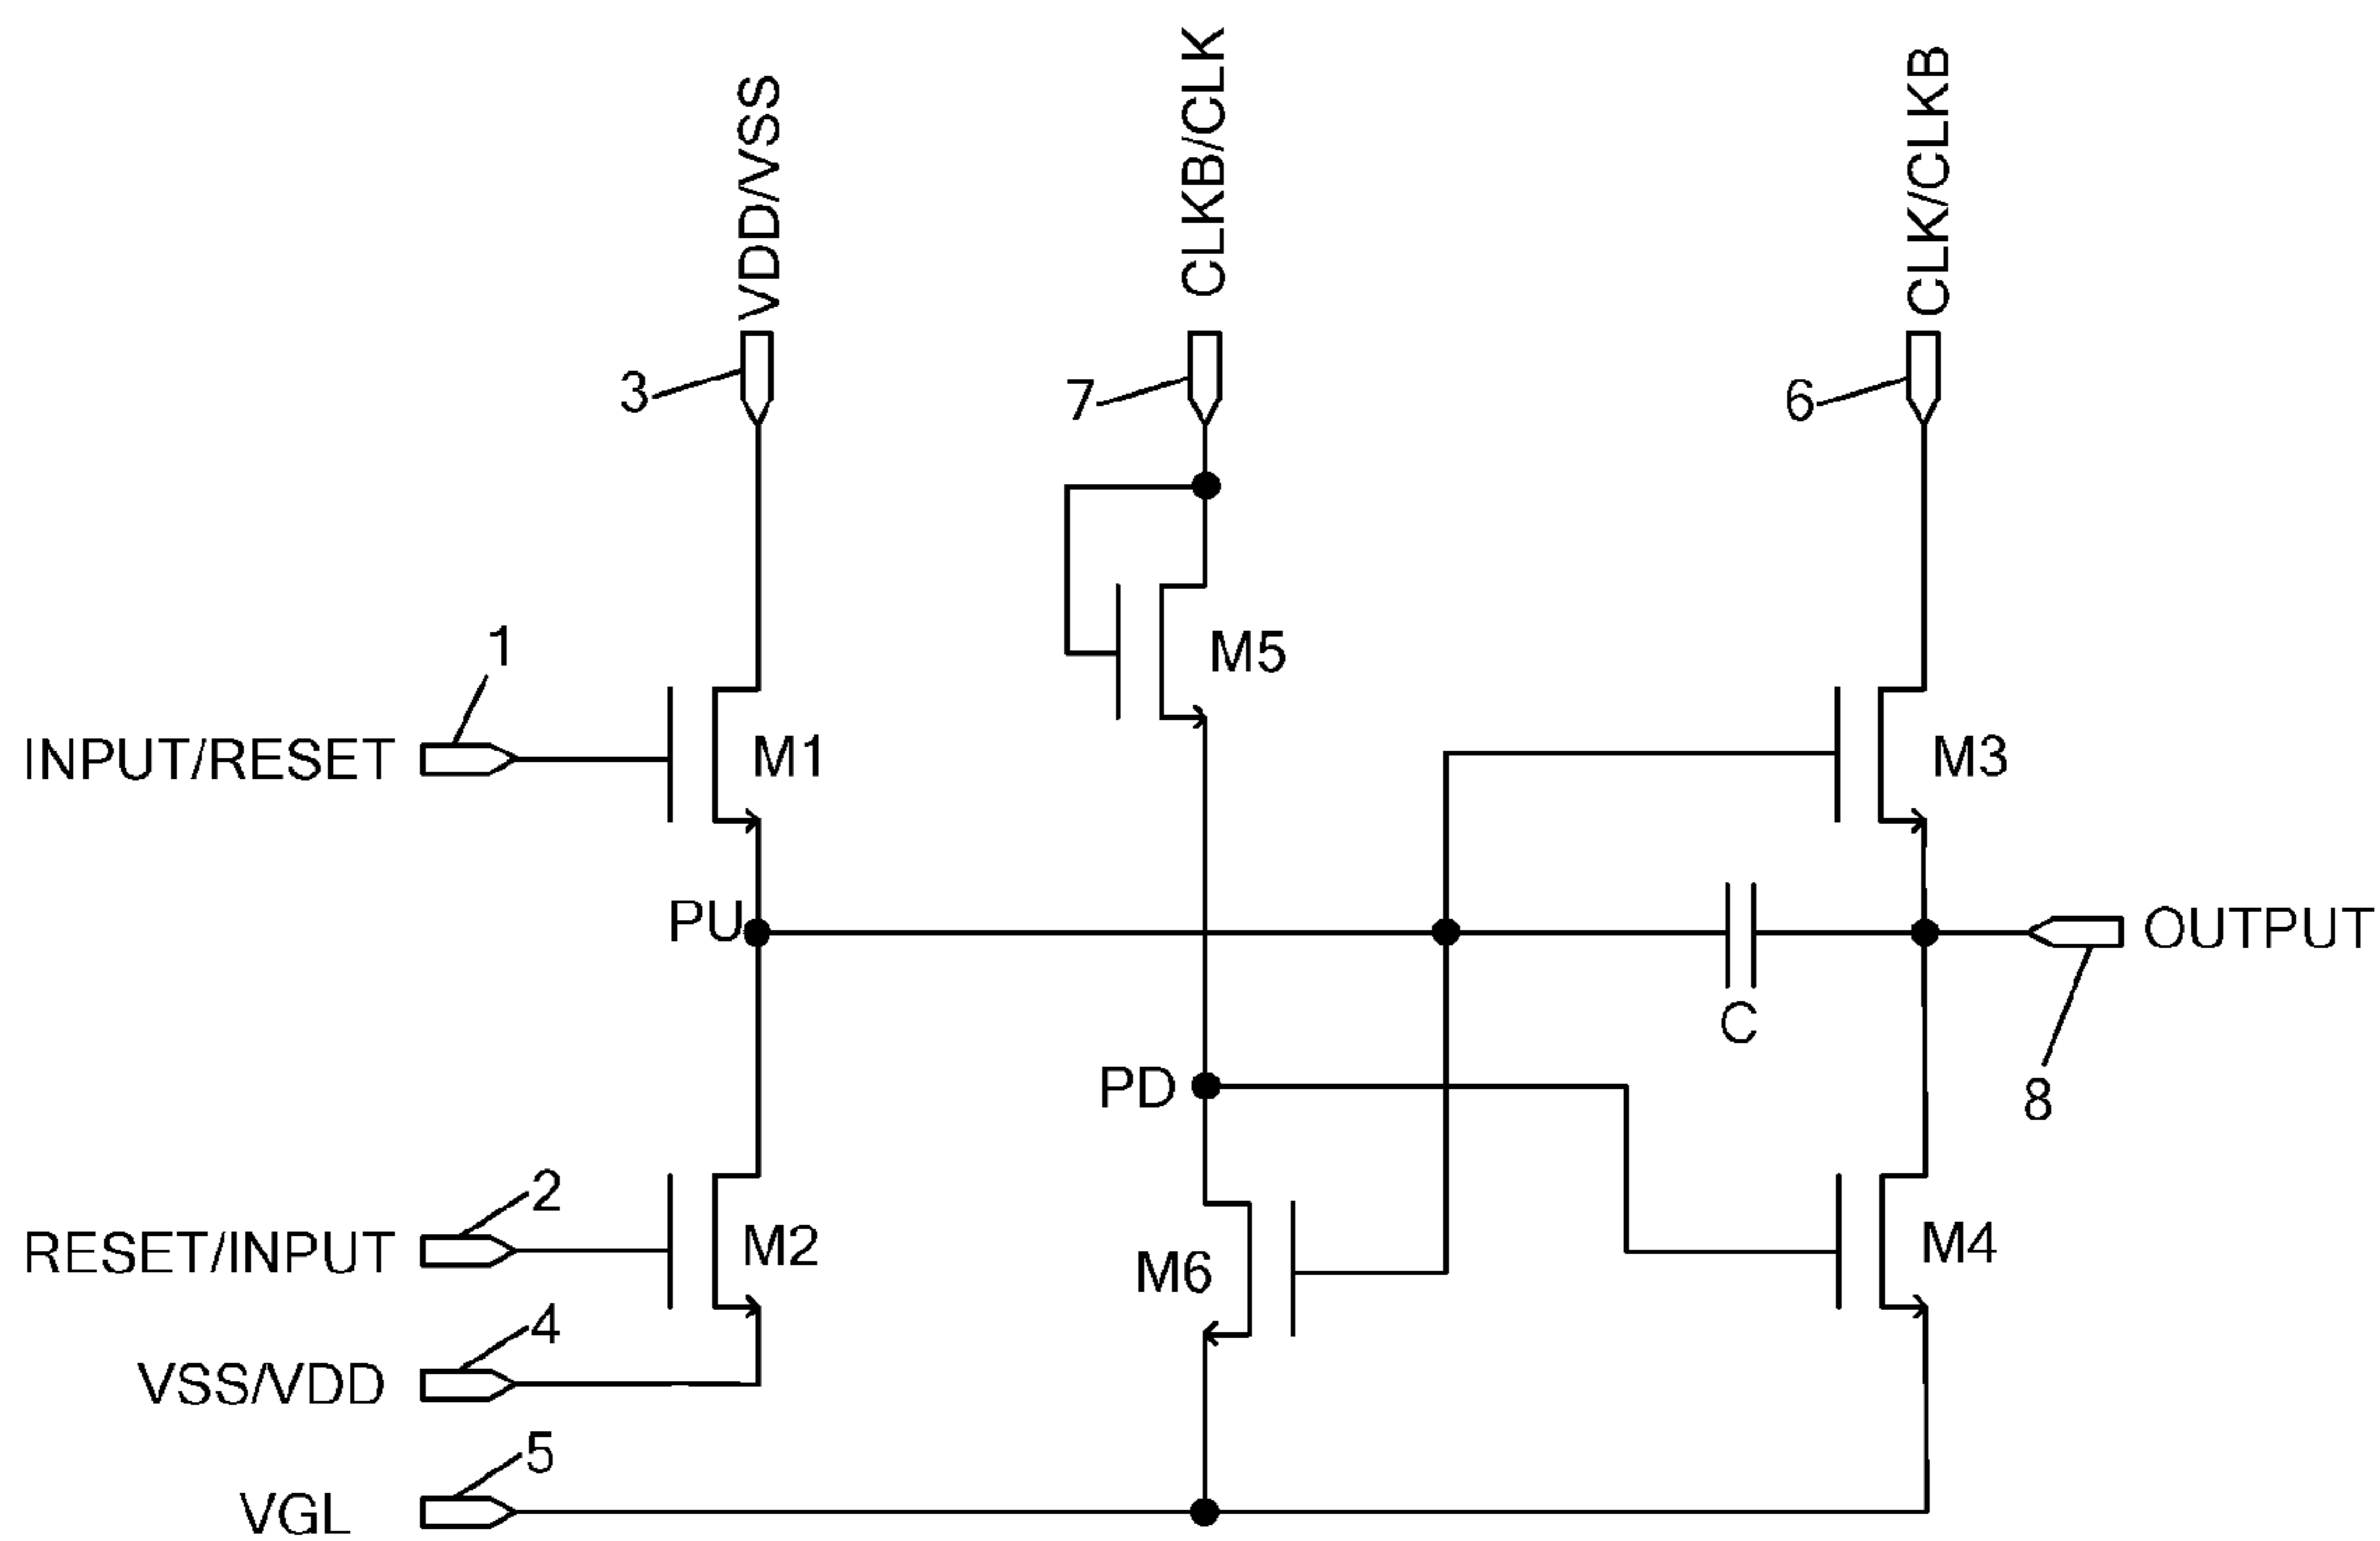 VDD/VSS
CLKB/CLK
CLK/CLKB
3
7
6
1
M5
INPUT/RESET
M1
M3
PU
OUTPUT
C
PD
8
2
RESET/INPUT
M2
M6
M4
4
VSS/VDD
5
VGL